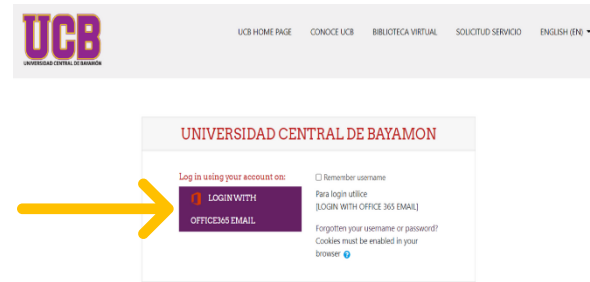 UCB
UNIVERSIDAD CENTRAL DE BAYAMÓN
UCB HOME PAGE CONOCE UCB BIBLIOTECA VIRTUAL SOLICITUD SERVICIO ENGLISH (EN)
UNIVERSIDAD CENTRAL DE BAYAMON
Log in using your account on:
LOGIN WITH
OFFICE365 EMAIL
Remember username
Para login utilice
[LOGIN WITH OFFICE 365 EMAIL]
Forgotten your username or password?
Cookies must be enabled in your
browser ?